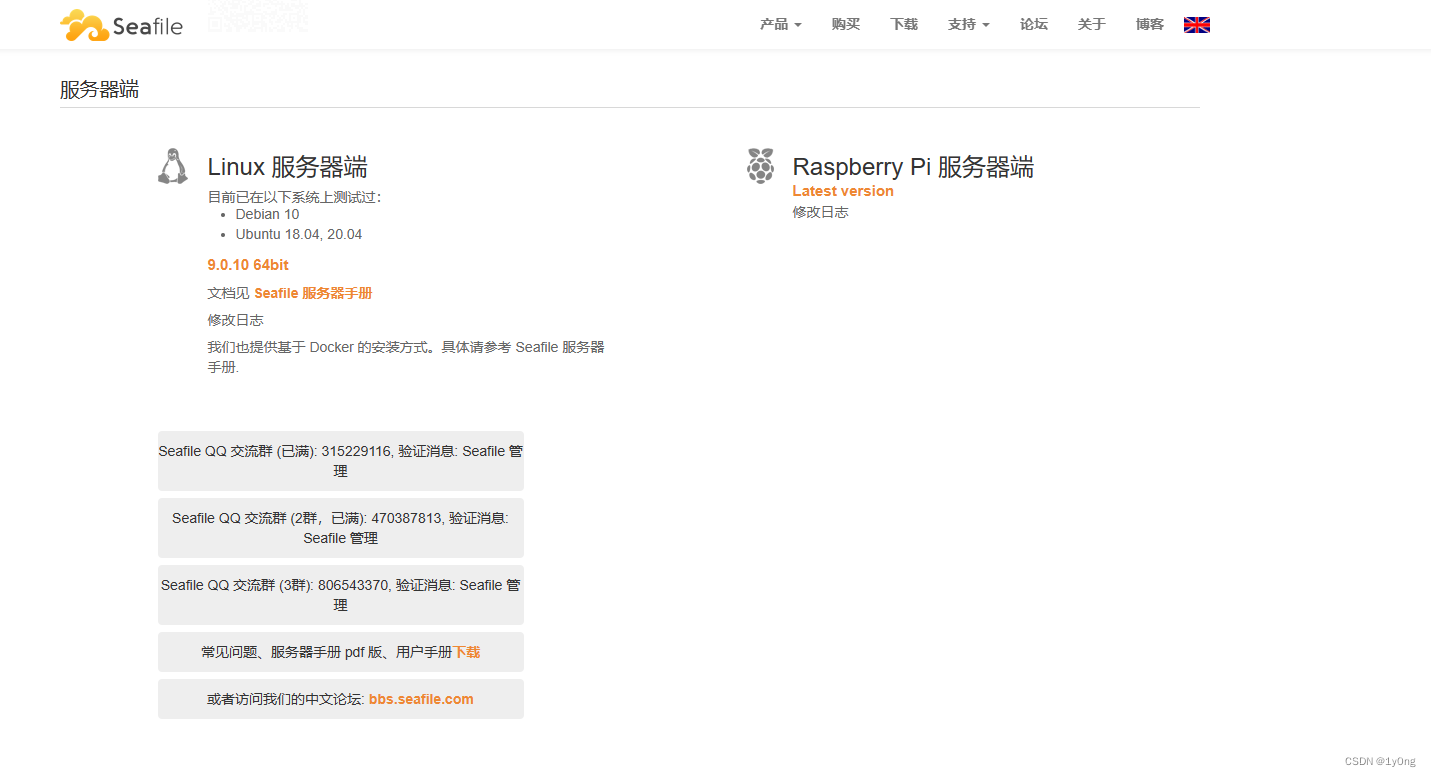 Seafile
产品
购买
下载
支持
论坛
关于
博客
服务器端
Linux 服务器端
目前已在以下系统上测试过:
Debian 10
Ubuntu 18.04, 20.04
9.0.10 64bit
文档见 Seafile 服务器手册
修改日志
我们也提供基于 Docker 的安装方式。具体请参考 Seafile 服务器
手册.
Raspberry Pi 服务器端
Latest version
修改日志
Seafile QQ 交流群 (已满): 315229116, 验证消息: Seafile 管
理
Seafile QQ 交流群 (2群，已满): 470387813, 验证消息:
Seafile 管理
Seafile QQ 交流群 (3群): 806543370, 验证消息: Seafile 管
理
常见问题、服务器手册 pdf 版、用户手册下载
或者访问我们的中文论坛: bbs.seafile.com
CSDN @1y0ng